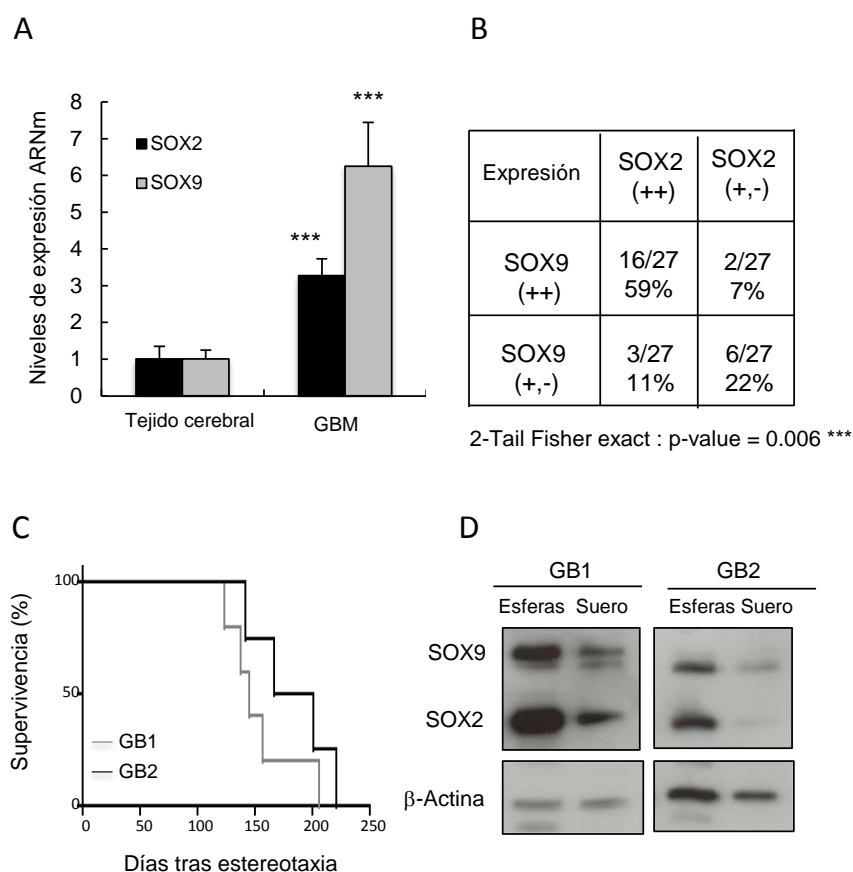 A
Niveles de expresión ARNm
8
7
6
5
4
3
2
1
0
SOX2
SOX9
***
***
Tejido cerebral
GBM
B
Expresión
SOX2
(++)
SOX2
(+,-)
SOX9
(++)
16/27
59%
2/27
7%
SOX9
(+,-)
3/27
11%
6/27
22%
2-Tail Fisher exact : p-value = 0.006 ***
C
Supervivencia (%)
100
50
0
GB1
GB2
0 50 100 150 200 250
Días tras estereotaxia
D
GB1
GB2
Esferas Suero
Esferas Suero
SOX9
SOX2
β-Actina